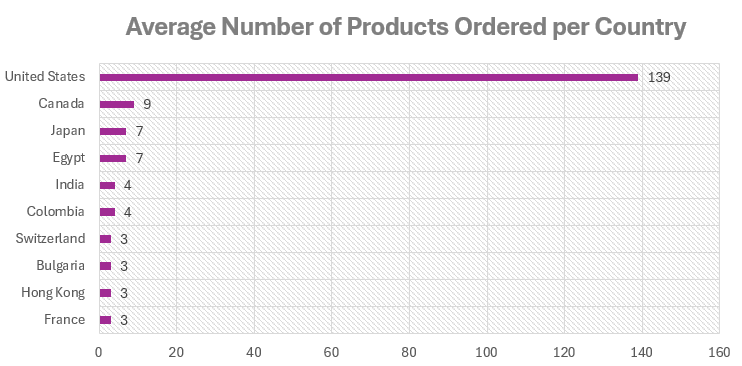 Average Number of Products Ordered per Country
United States 139
Canada 9
Japan 7
Egypt 7
India 4
Colombia 4
Switzerland 3
Bulgaria 3
Hong Kong 3
France 3
0 20 40 60 80 100 120 140 160